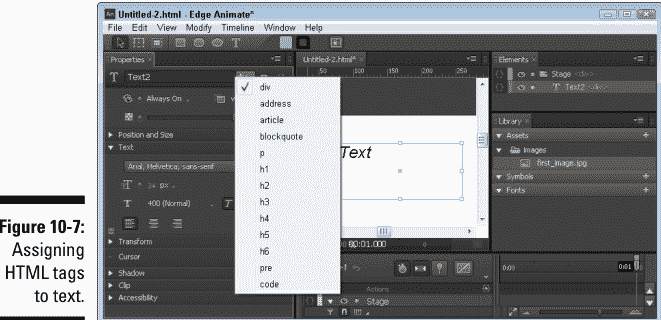 Untitled-2.html - Edge Animate*
File Edit View Modify Timeline Window Help
Properties ×
Text2
Always On
Position and Size
Text
Arial, Helvetica, sans-serif
24 px
400 (Normal)
Transform
Cursor
Shadow
Clip
Accessibility
div
address
article
blockquote
p
h1
h2
h3
h4
h5
h6
pre
code
Untitled-2.html* ×
50 100 150 200 250
Text
0:01.000
Actions
Stage
Elements ×
Stage <div>
Text2 <div>
Library ×
Assets
Images
first_image.jpg
Symbols
Fonts
0:00 0:01
Figure 10-7:
Assigning
HTML tags
to text.